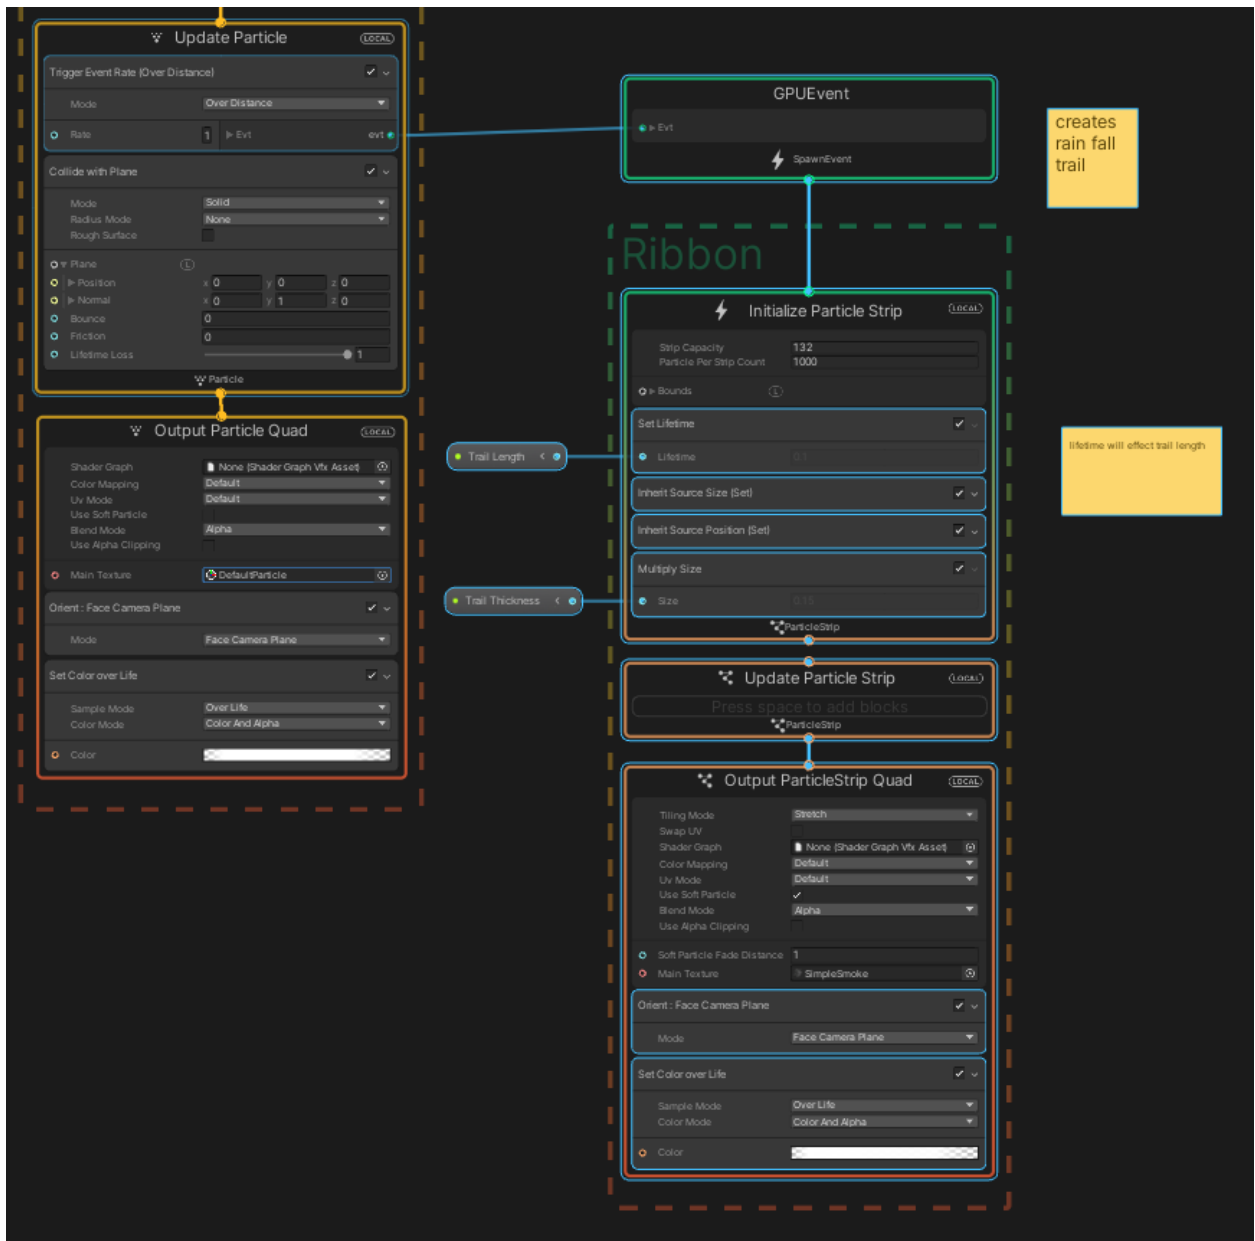 Update Particle
LOCAL
Trigger Event Rate (Over Distance)
Mode Over Distance
Rate 1 Evt evt
Collide with Plane
Mode Solid
Radius Mode None
Rough Surface
Plane L
Position x 0 y 0 z 0
Normal x 0 y 1 z 0
Bounce 0
Friction 0
Lifetime Loss 1
Particle
Output Particle Quad
LOCAL
Shader Graph None (Shader Graph Vfx Asset)
Color Mapping Default
Uv Mode Default
Use Soft Particle
Blend Mode Alpha
Use Alpha Clipping
Main Texture DefaultParticle
Orient : Face Camera Plane
Mode Face Camera Plane
Set Color over Life
Sample Mode Over Life
Color Mode Color And Alpha
Color
GPUEvent
Evt
SpawnEvent
creates
rain fall
trail
Ribbon
Initialize Particle Strip
LOCAL
Strip Capacity 132
Particle Per Strip Count 1000
Bounds L
Set Lifetime
Trail Length
Lifetime 0.1
lifetime will effect trail length
Inherit Source Size (Set)
Inherit Source Position (Set)
Multiply Size
Trail Thickness
Size 0.15
ParticleStrip
Update Particle Strip
LOCAL
Press space to add blocks
ParticleStrip
Output ParticleStrip Quad
LOCAL
Tiling Mode Stretch
Swap UV
Shader Graph None (Shader Graph Vfx Asset)
Color Mapping Default
Uv Mode Default
Use Soft Particle
Blend Mode Alpha
Use Alpha Clipping
Soft Particle Fade Distance 1
Main Texture SimpleSmoke
Orient : Face Camera Plane
Mode Face Camera Plane
Set Color over Life
Sample Mode Over Life
Color Mode Color And Alpha
Color